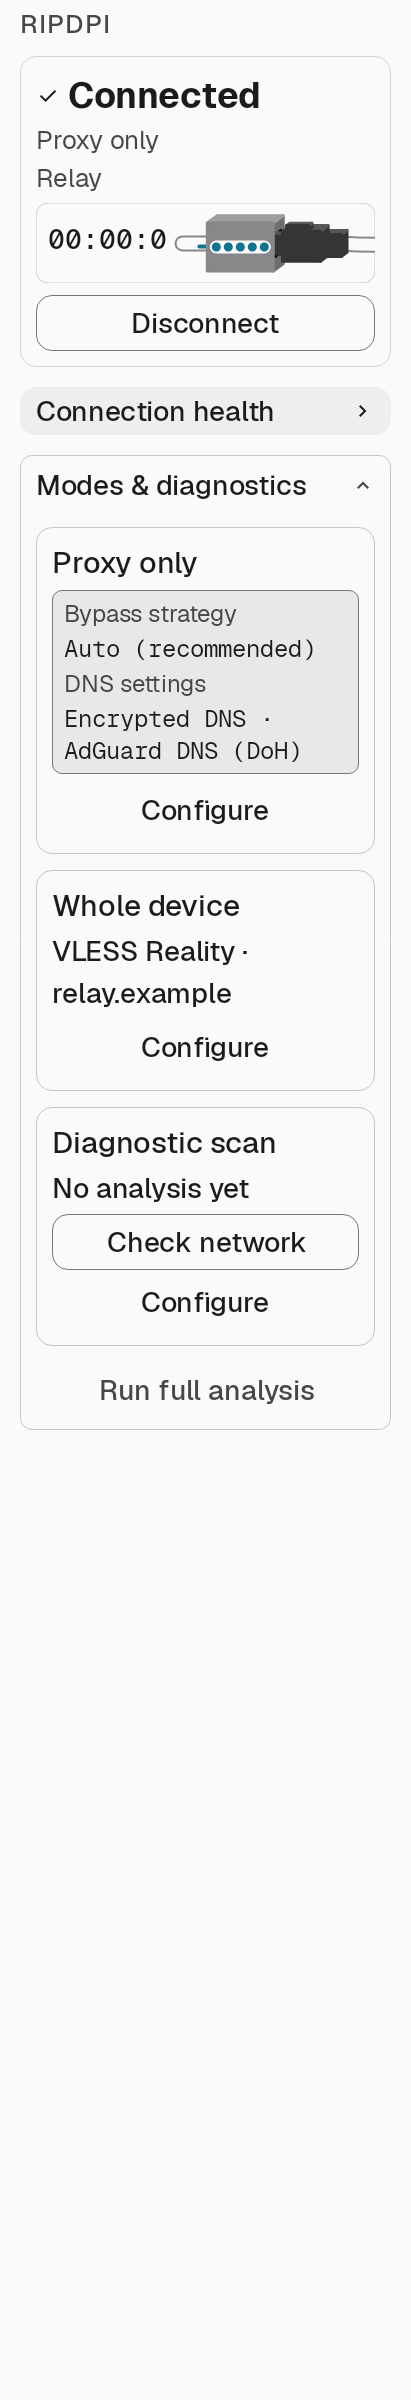 RIPDPI
Connected
Proxy only
Relay
00:00:0
Disconnect
Connection health
Modes & diagnostics
Proxy only
Bypass strategy
Auto (recommended)
DNS settings
Encrypted DNS ·
AdGuard DNS (DoH)
Configure
Whole device
VLESS Reality ·
relay.example
Configure
Diagnostic scan
No analysis yet
Check network
Configure
Run full analysis